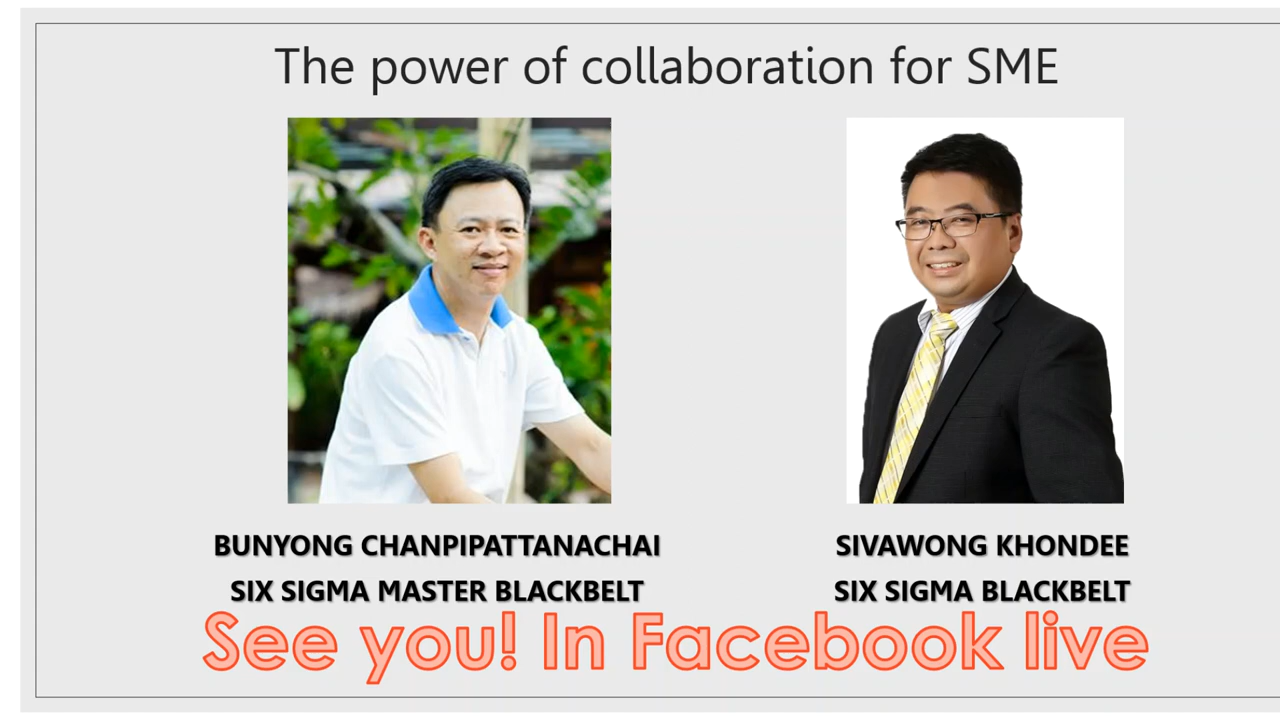 The power of collaboration for SME
BUNYONG CHANPIPATTANACHAI
SIX SIGMA MASTER BLACKBELT
SIVAWONG KHONDEE
SIX SIGMA BLACKBELT
See you! In Facebook live